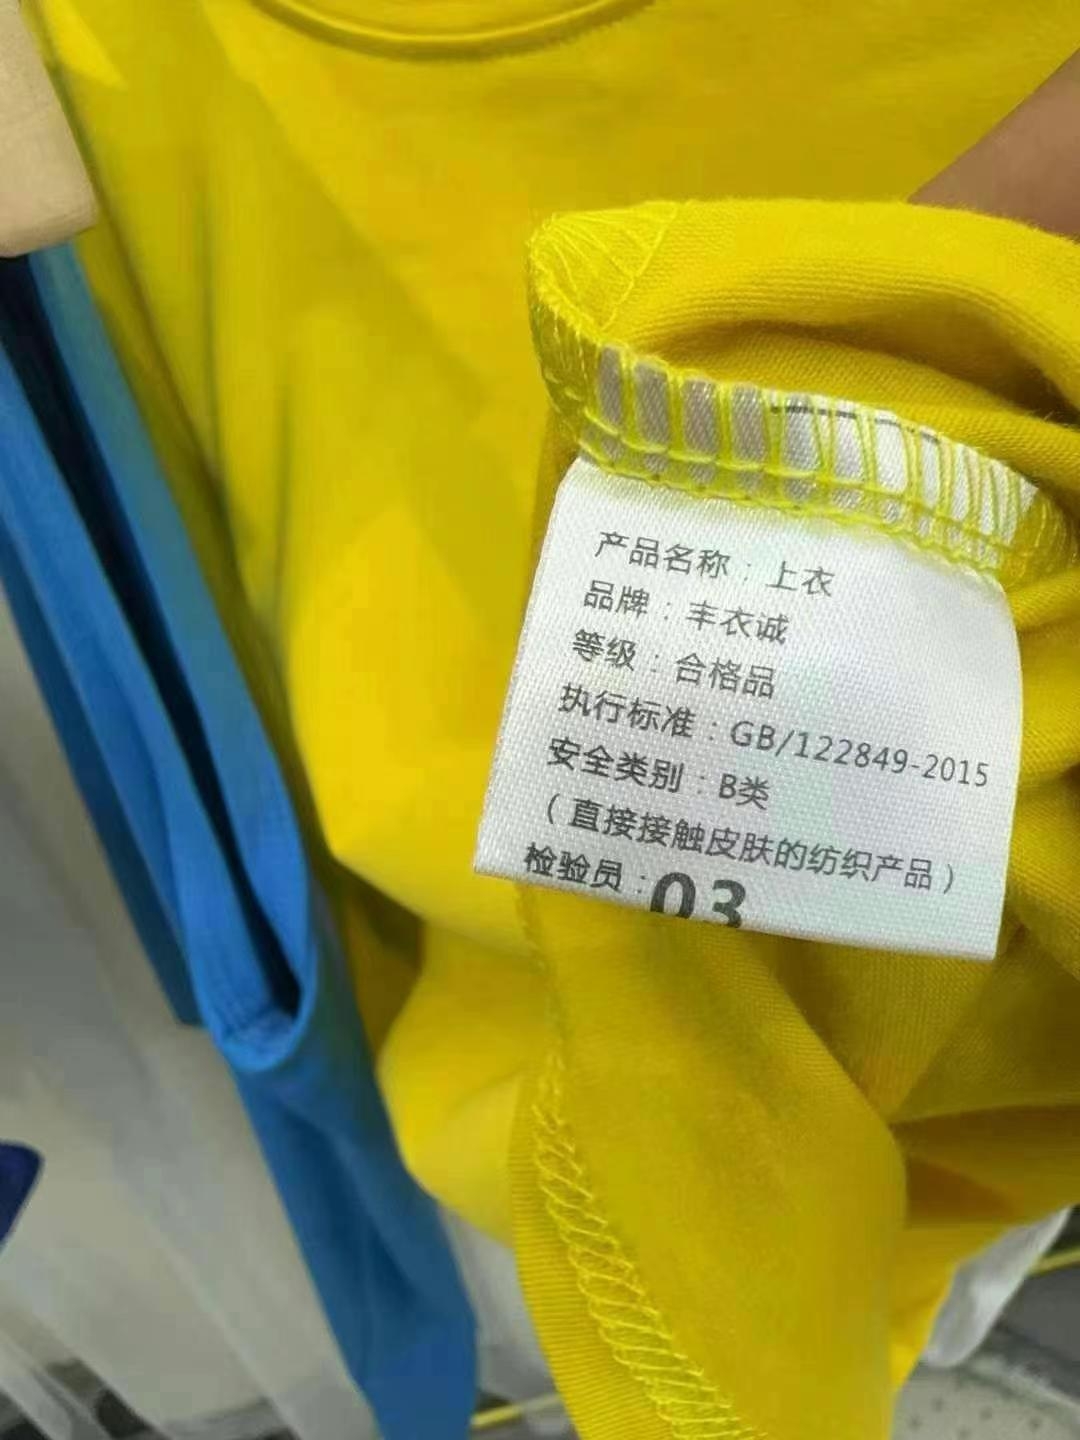 产品名称：上衣
品牌：丰衣诚
等级：合格品
执行标准：GB/122849-2015
安全类别：B类
（直接接触皮肤的纺织产品）
检验员：03